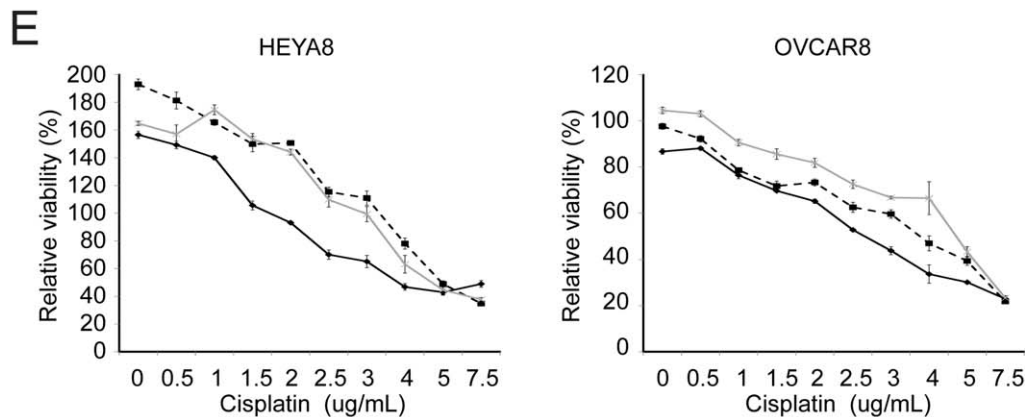 E
HEYA8
200
180
160
140
120
100
80
60
40
20
0
Relative viability (%)
0 0.5 1 1.5 2 2.5 3 4 5 7.5
Cisplatin (ug/mL)
OVCAR8
120
100
80
60
40
20
0
Relative viability (%)
0 0.5 1 1.5 2 2.5 3 4 5 7.5
Cisplatin (ug/mL)